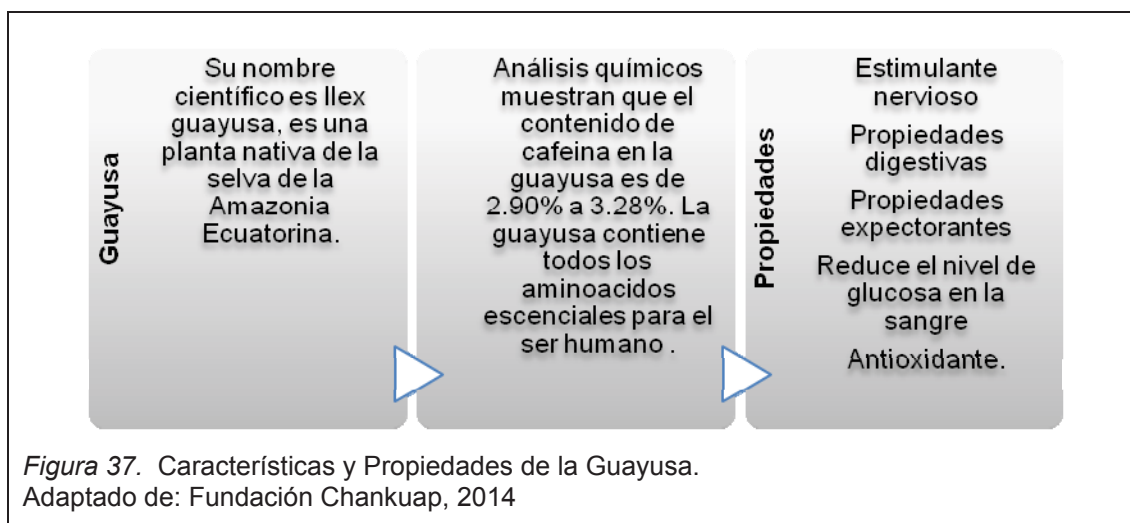 Guayusa
Su nombre
científico es Ilex
guayusa, es una
planta nativa de la
selva de la
Amazonia
Ecuatorina.
Análisis químicos
muestran que el
contenido de
cafeina en la
guayusa es de
2.90% a 3.28%. La
guayusa contiene
todos los
aminoacidos
escenciales para el
ser humano .
Propiedades
Estimulante
nervioso
Propiedades
digestivas
Propiedades
expectorantes
Reduce el nivel de
glucosa en la
sangre
Antioxidante.
Figura 37. Características y Propiedades de la Guayusa.
Adaptado de: Fundación Chankuap, 2014